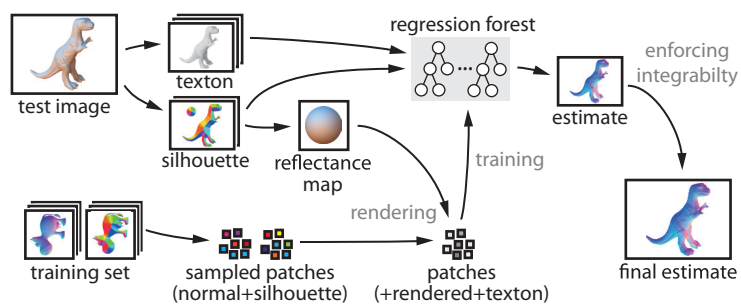 regression forest
enforcing
integrabilty
texton
test image
estimate
silhouette
reflectance
map
training
rendering
training set
sampled patches
(normal+silhouette)
patches
(+rendered+texton)
final estimate